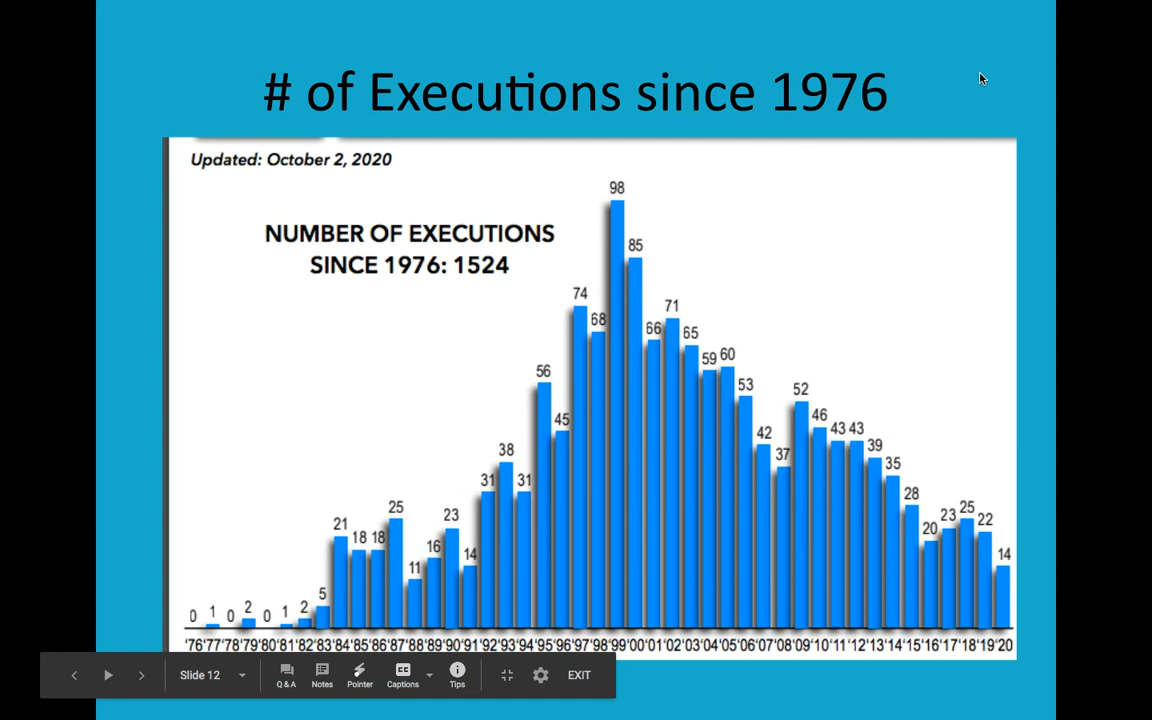 # of Executions since 1976
Updated: October 2, 2020
NUMBER OF EXECUTIONS
SINCE 1976: 1524
0 1 0 2 0 1 2 5 21 18 18 25 11 16 23 14 31 38 31 56 45 74 68 98 85 66 71 65 59 60 53 42 37 52 46 43 43 39 35 28 20 23 25 22 14
'76 '77 '78 '79 '80 '81 '82 '83 '84 '85 '86 '87 '88 '89 '90 '91 '92 '93 '94 '95 '96 '97 '98 '99 '00 '01 '02 '03 '04 '05 '06 '07 '08 '09 '10 '11 '12 '13 '14 '15 '16 '17 '18 '19 '20
Slide 12 Q & A Notes Pointer Captions Tips EXIT